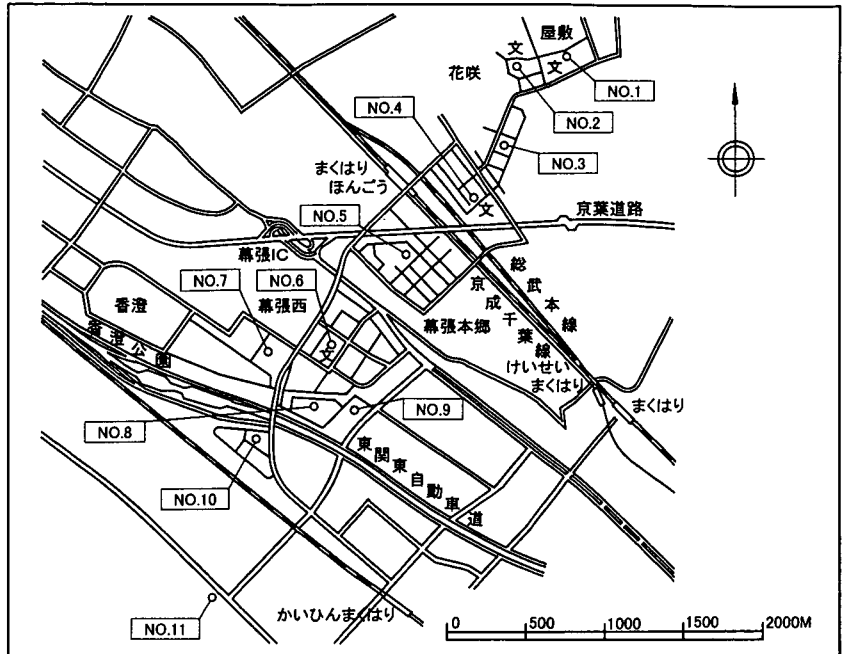 屋敷
文
花咲
文
NO.1
NO.4
NO.2
NO.3
まくはり
ほんごう
文
京葉道路
NO.5
幕張IC
NO.7
NO.6
幕張西
香澄
文
幕張本郷
総武本線
京成千葉線
けいせい
まくはり
香澄公園
まくはり
NO.8
NO.9
東関東自動車道
NO.10
NO.11
かいひんまくはり
0 500 1000 1500 2000M